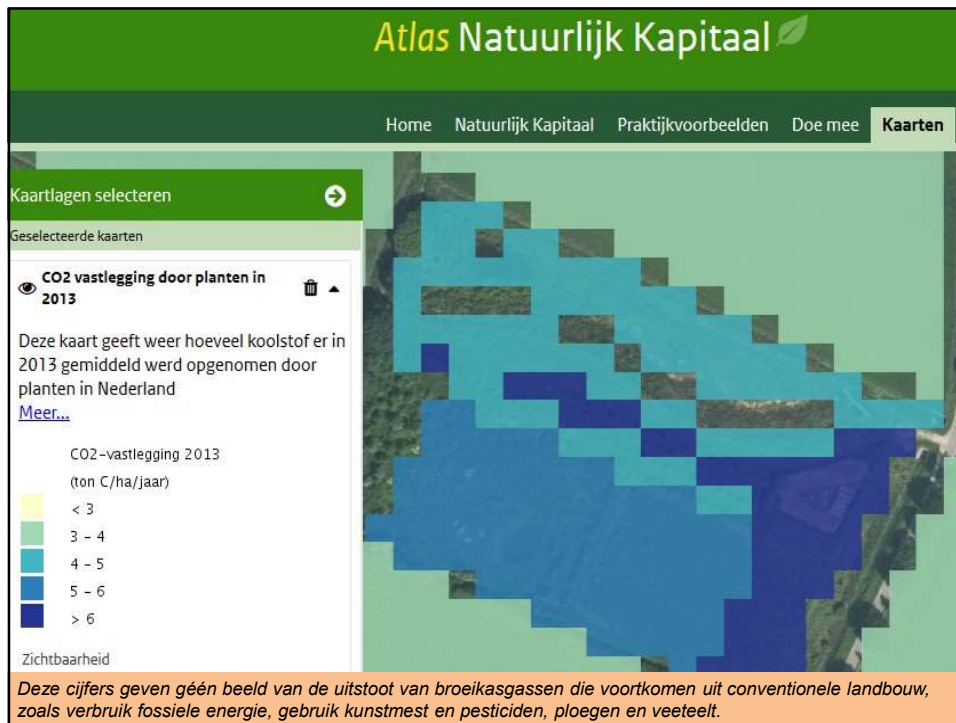 Atlas Natuurlijk Kapitaal
Home Natuurlijk Kapitaal Praktijkvoorbeelden Doe mee Kaarten
Kaartlagen selecteren
Geselecteerde kaarten
CO2 vastlegging door planten in
2013
Deze kaart geeft weer hoeveel koolstof er in
2013 gemiddeld werd opgenomen door
planten in Nederland
Meer...
CO2-vastlegging 2013
(ton C/ha/jaar)
< 3
3 - 4
4 - 5
5 - 6
> 6
Zichtbaarheid
Deze cijfers geven géén beeld van de uitstoot van broeikasgassen die voortkomen uit conventionele landbouw,
zoals verbruik fossiele energie, gebruik kunstmest en pesticiden, ploegen en veeteelt.